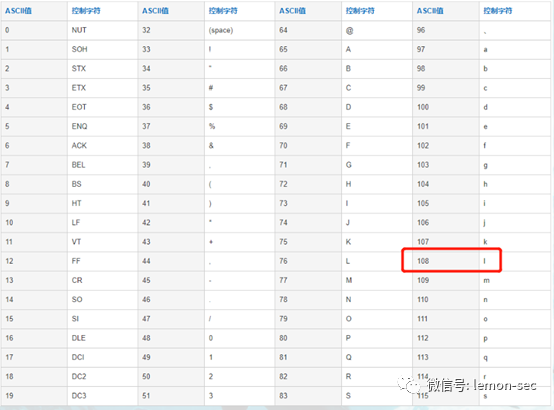 ASCII值 控制字符 ASCII值 控制字符 ASCII值 控制字符 ASCII值 控制字符
0 NUT 32 (space) 64 @ 96 、
1 SOH 33 ! 65 A 97 a
2 STX 34 " 66 B 98 b
3 ETX 35 # 67 C 99 c
4 EOT 36 $ 68 D 100 d
5 ENQ 37 % 69 E 101 e
6 ACK 38 & 70 F 102 f
7 BEL 39 , 71 G 103 g
8 BS 40 ( 72 H 104 h
9 HT 41 ) 73 I 105 i
10 LF 42 * 74 J 106 j
11 VT 43 + 75 K 107 k
12 FF 44 , 76 L 108 l
13 CR 45 - 77 M 109 m
14 SO 46 . 78 N 110 n
15 SI 47 / 79 O 111 o
16 DLE 48 0 80 P 112 p
17 DCI 49 1 81 Q 113 q
18 DC2 50 2 82 R 114 r
19 DC3 51 3 83 S 115 s
微信号: lemon-sec